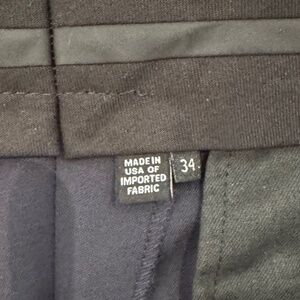 MADE IN
USA OF
IMPORTED
FABRIC
34